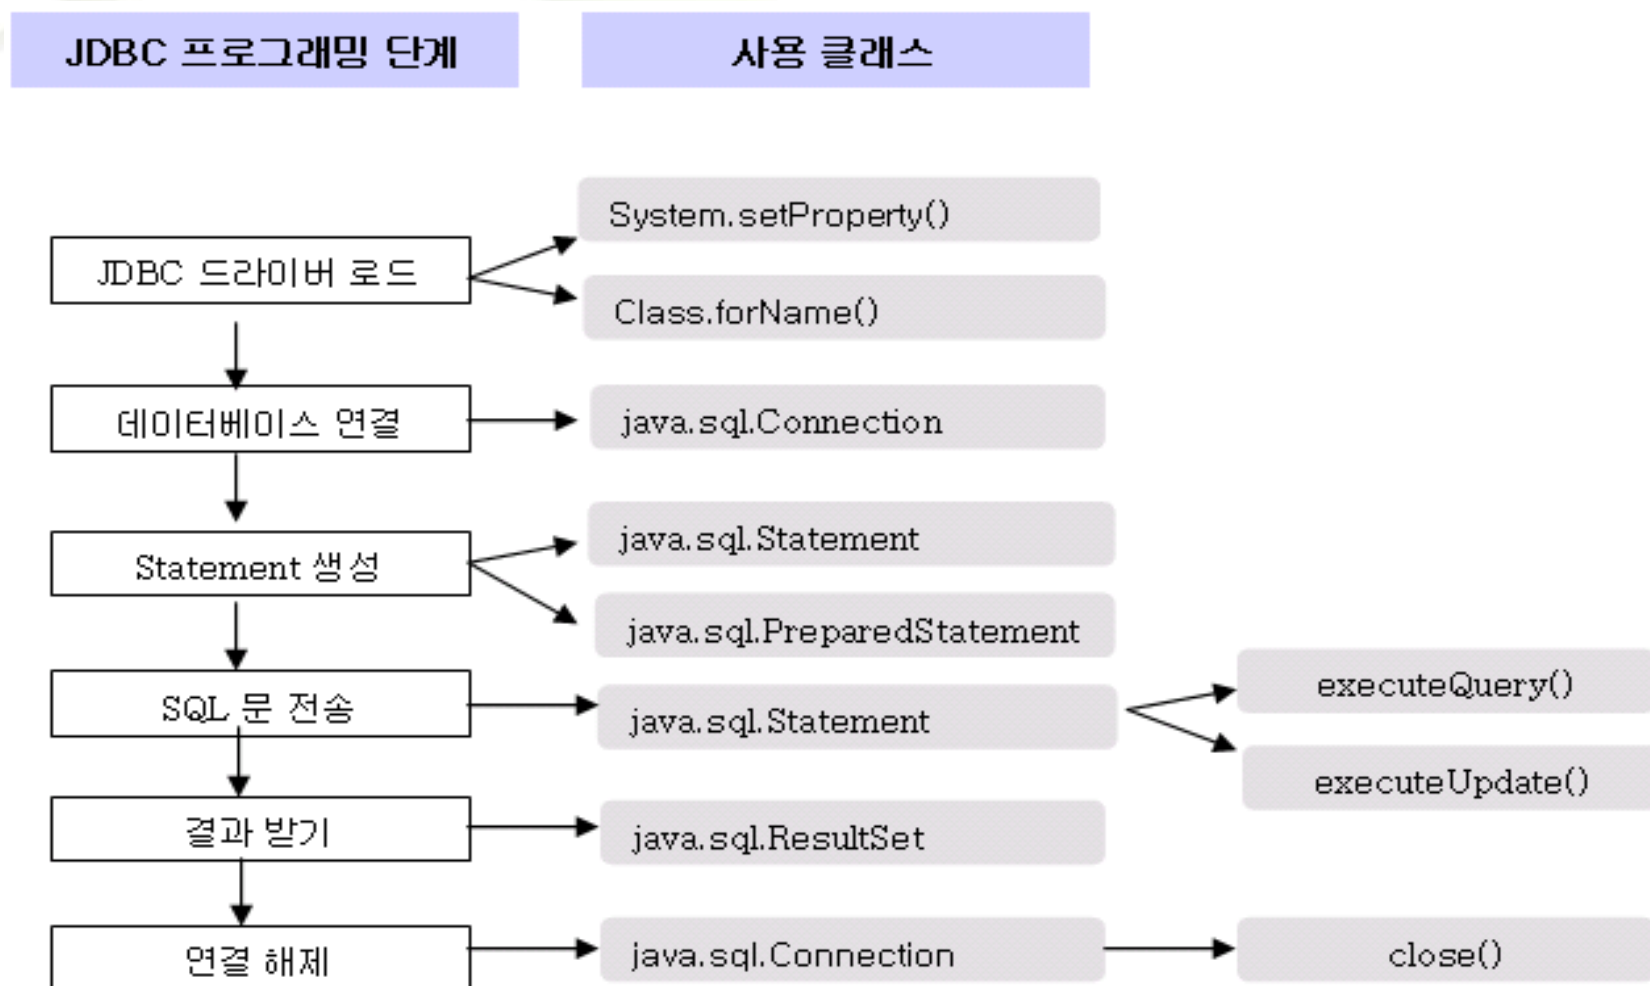 JDBC 프로그래밍 단계
사용 클래스
JDBC 드라이버 로드
System.setProperty()
Class.forName()
데이터베이스 연결
java.sql.Connection
Statement 생성
java.sql.Statement
java.sql.PreparedStatement
SQL 문 전송
java.sql.Statement
executeQuery()
executeUpdate()
결과 받기
java.sql.ResultSet
연결 해제
java.sql.Connection
close()